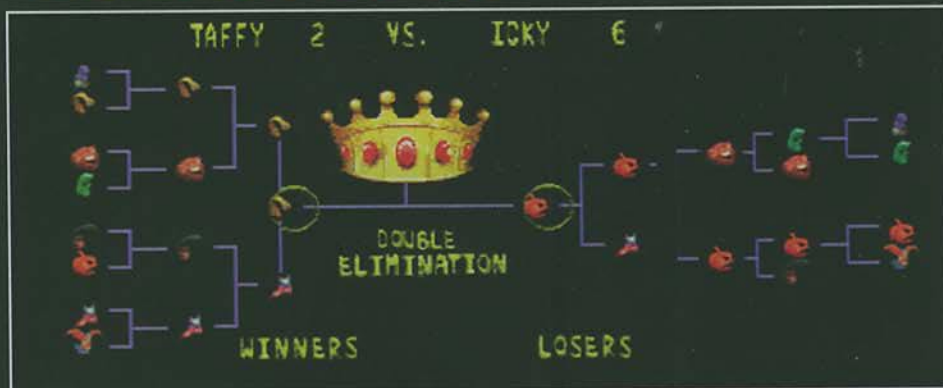 TAFFY 2 VS. ICKY 6
DOUBLE
ELIMINATION
WINNERS
LOSERS